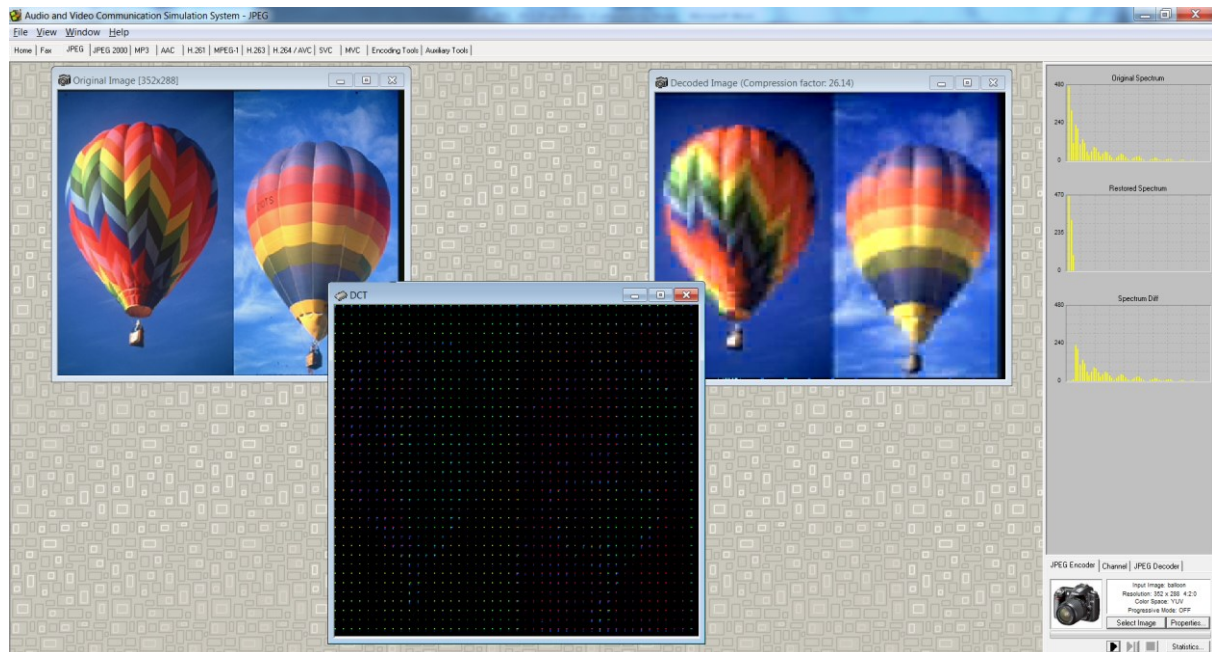 Audio and Video Communication Simulation System - JPEG
File View Window Help
Home Fax JPEG JPEG 2000 MP3 AAC H.261 MPEG-1 H.263 H.264 / AVC SVC MVC Encoding Tools Auxiliary Tools
Original Image [352x288]
Decoded Image (Compression factor: 26.14)
DCT
Original Spectrum
480
240
0
Restored Spectrum
470
235
0
Spectrum Diff
480
240
0
JPEG Encoder Channel JPEG Decoder
Input Image: balloon
Resolution: 352 x 288 4:2:0
Color Space: YUV
Progressive Mode: OFF
Select Image Properties...
Statistics...